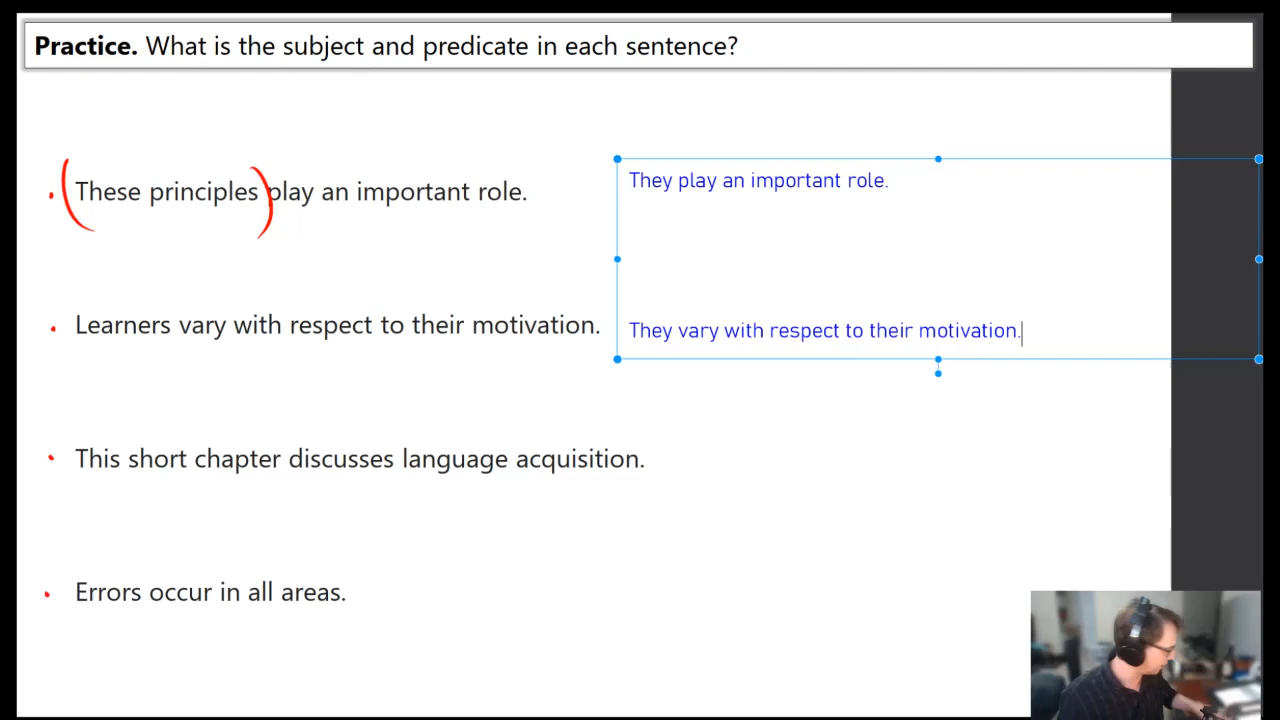 Practice. What is the subject and predicate in each sentence?
These principles play an important role.
They play an important role.
Learners vary with respect to their motivation.
They vary with respect to their motivation.
This short chapter discusses language acquisition.
Errors occur in all areas.